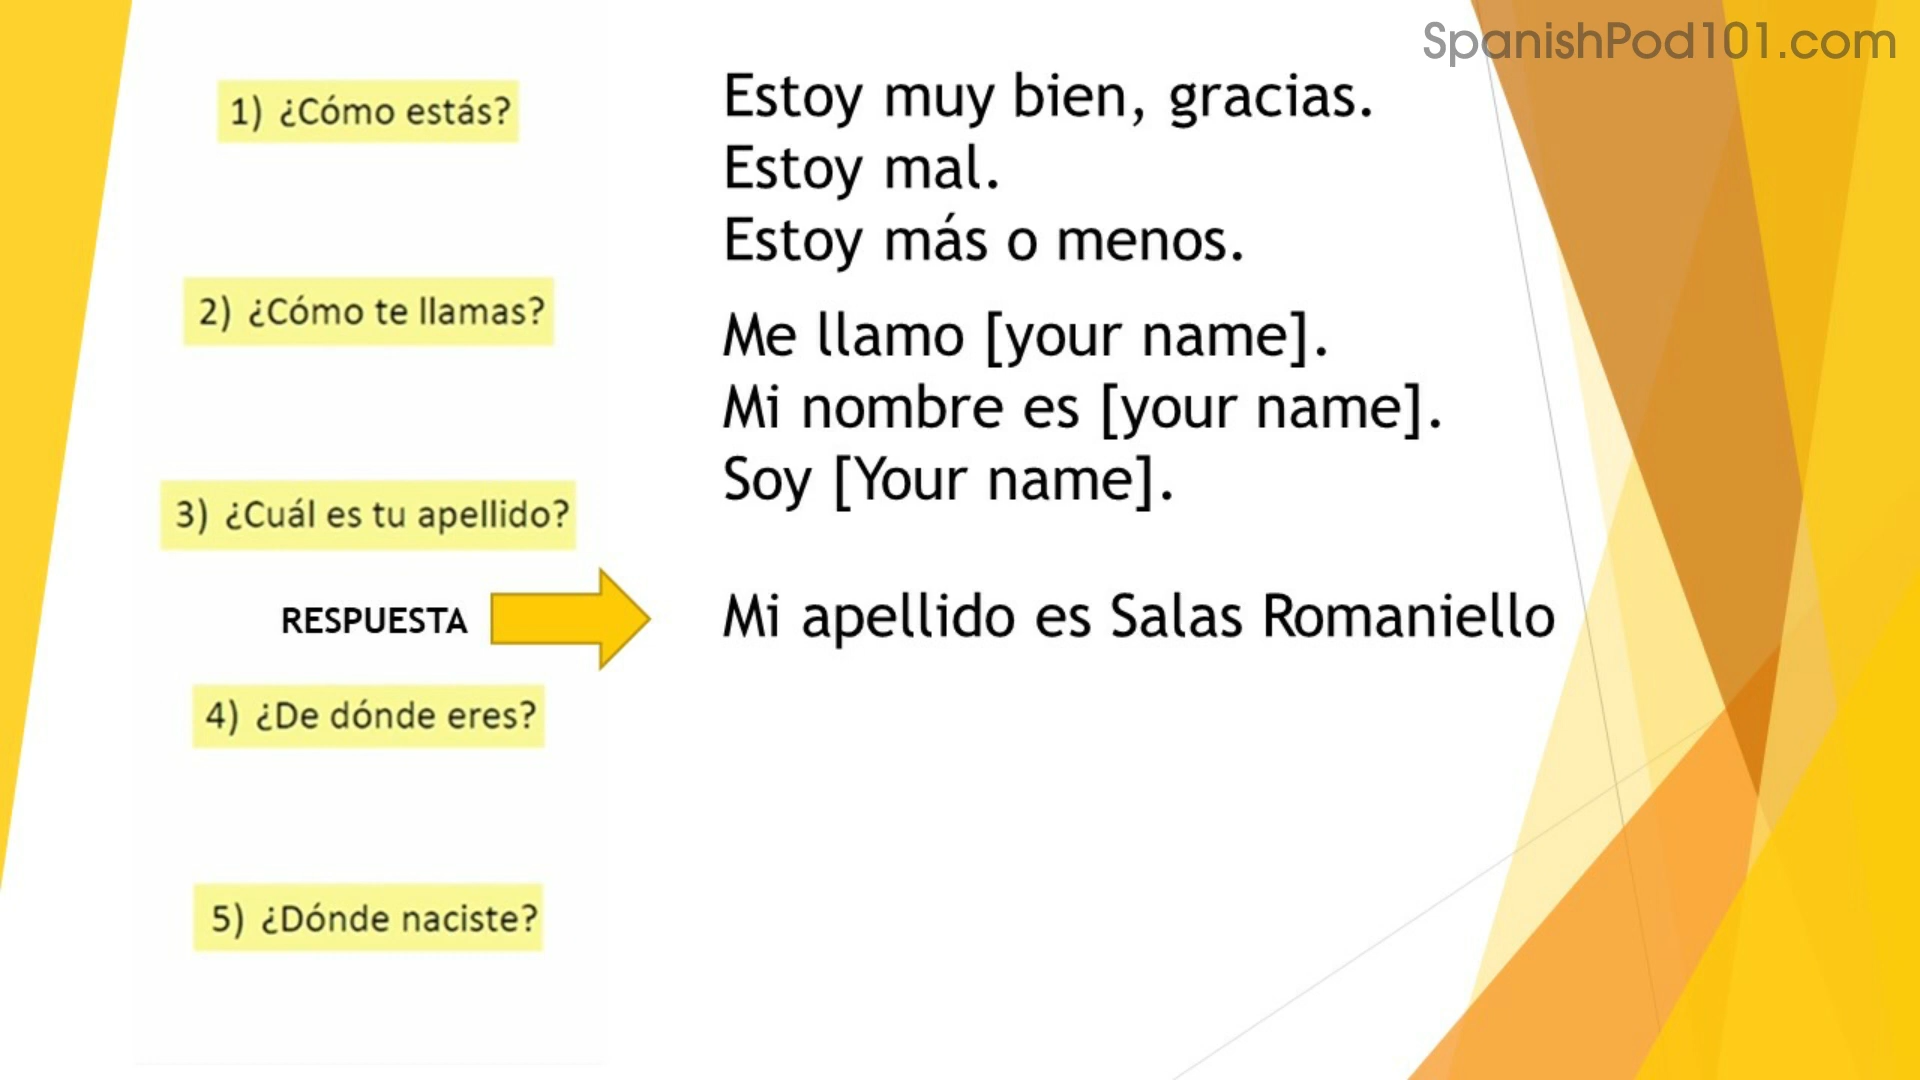 SpanishPod101.com
1) ¿Cómo estás?
Estoy muy bien, gracias.
Estoy mal.
Estoy más o menos.
2) ¿Cómo te llamas?
Me llamo [your name].
Mi nombre es [your name].
Soy [Your name].
3) ¿Cuál es tu apellido?
RESPUESTA
Mi apellido es Salas Romaniello
4) ¿De dónde eres?
5) ¿Dónde naciste?